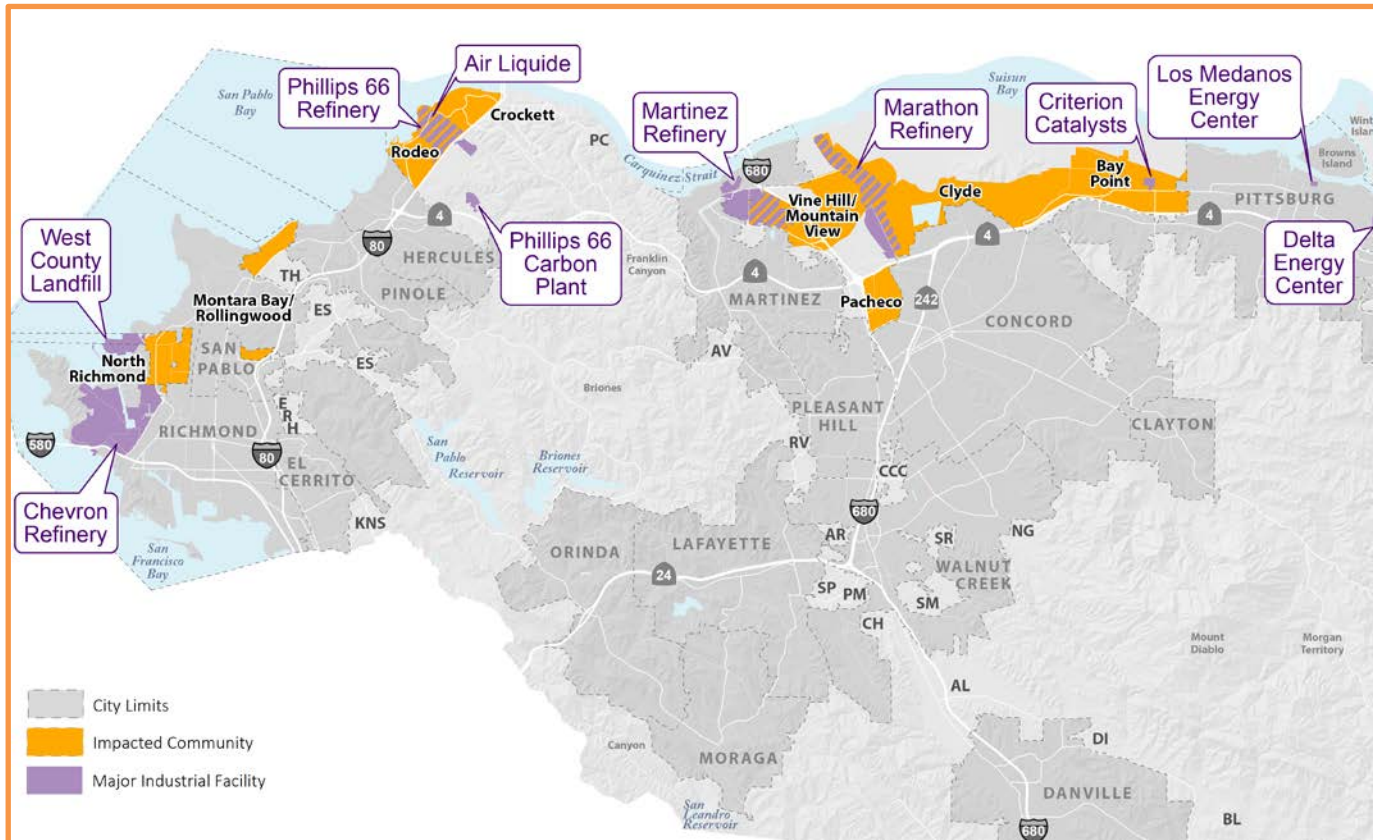 Air Liquide
Phillips 66
Refinery
San Pablo
Bay
Crockett
Rodeo
PC
Carquinez Strait
Martinez
Refinery
680
Marathon
Refinery
Suisun
Bay
Criterion
Catalysts
Los Medanos
Energy
Center
Browns
Island
Vine Hill/
Mountain
View
Clyde
Bay
Point
PITTSBURG
4
4
4
4
4
80
West
County
Landfill
TH
HERCULES
Phillips 66
Carbon
Plant
Franklin
Canyon
Delta
Energy
Center
PINOLE
Montara Bay/
Rollingwood
ES
MARTINEZ
Pacheco
242
CONCORD
North
Richmond
SAN
PABLO
ES
AV
Briones
E
R
H
RICHMOND
PLEASANT
HILL
CLAYTON
580
80
EL
CERRITO
San
Pablo
Reservoir
Briones
Reservoir
RV
CCC
Chevron
Refinery
KNS
680
San
Francisco
Bay
ORINDA
LAFAYETTE
AR
SR
NG
WALNUT
CREEK
24
SP
PM
SM
CH
Mount
Diablo
Morgan
Territory
AL
City Limits
Impacted Community
Major Industrial Facility
Canyon
MORAGA
DI
DANVILLE
San
Leandro
Reservoir
680
BL